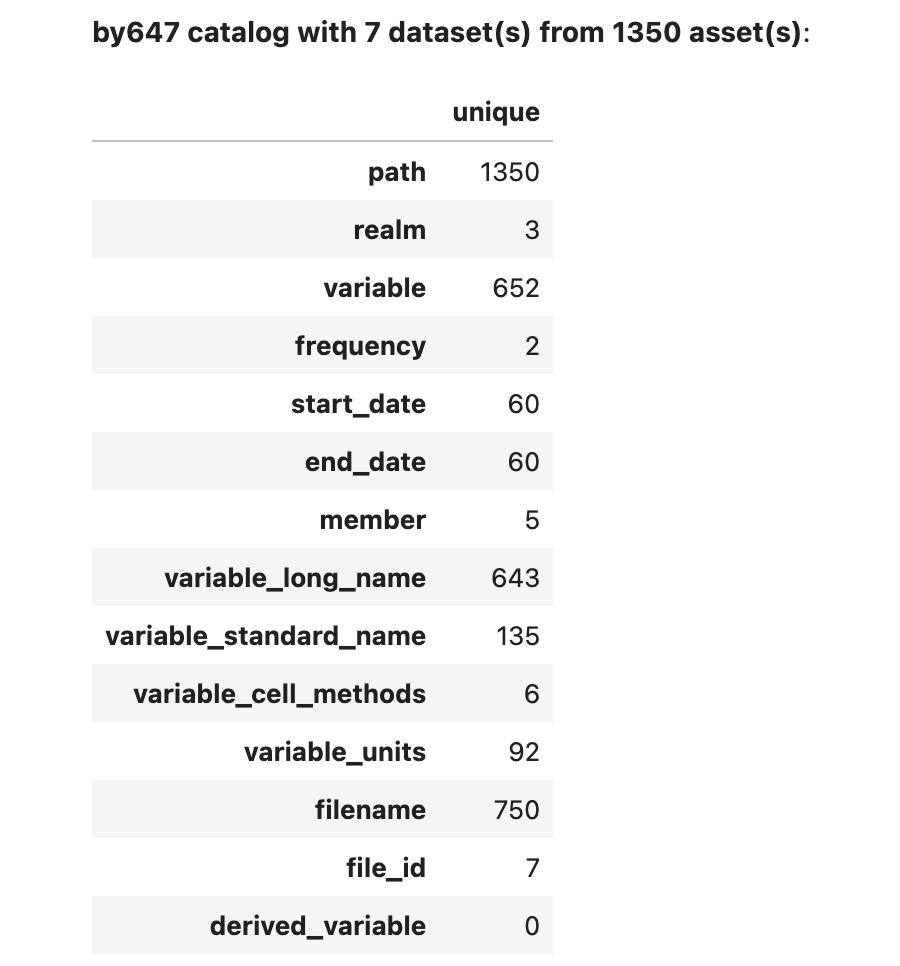 by647 catalog with 7 dataset(s) from 1350 asset(s):
unique
path 1350
realm 3
variable 652
frequency 2
start_date 60
end_date 60
member 5
variable_long_name 643
variable_standard_name 135
variable_cell_methods 6
variable_units 92
filename 750
file_id 7
derived_variable 0